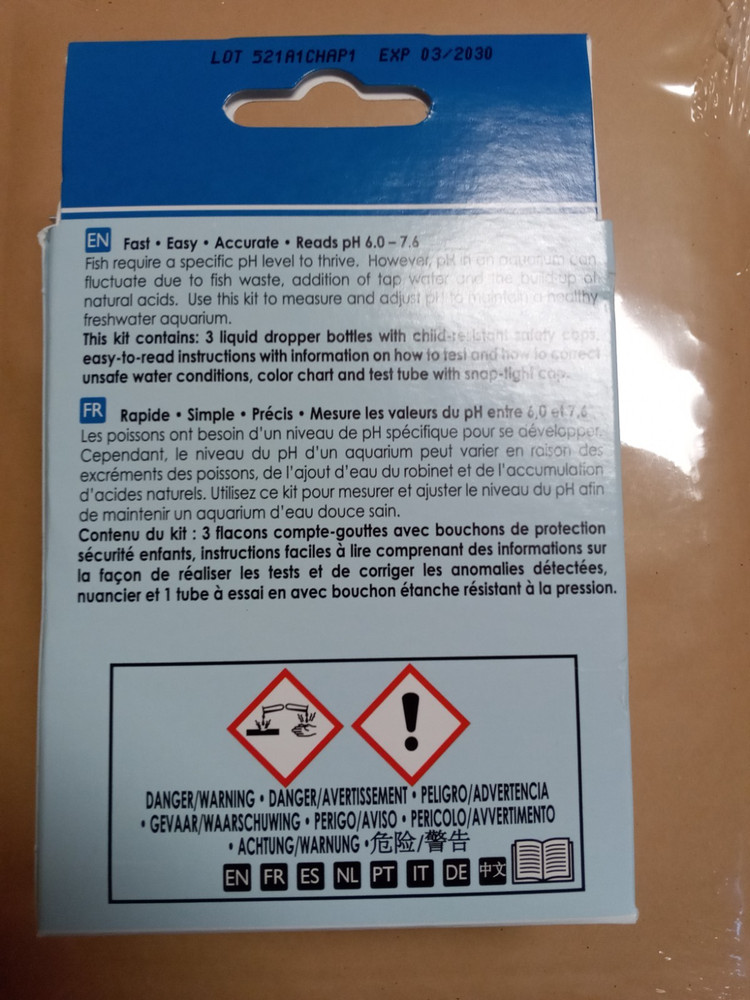 LOT 521A1CHAP1 EXP 03/2030
EN Fast • Easy • Accurate • Reads pH 6.0 – 7.6
Fish require a specific pH level to thrive. However, pH in an aquarium can
fluctuate due to fish waste, addition of tap water and the buildup of
natural acids. Use this kit to measure and adjust pH to maintain a healthy
freshwater aquarium.
This kit contains: 3 liquid dropper bottles with child-resistant safety caps,
easy-to-read instructions with information on how to test and how to correct
unsafe water conditions, color chart and test tube with snap-tight cap.
FR Rapide • Simple • Précis • Mesure les valeurs du pH entre 6,0 et 7,6
Les poissons ont besoin d'un niveau de pH spécifique pour se développer.
Cependant, le niveau du pH d'un aquarium peut varier en raison des
excréments des poissons, de l'ajout d'eau du robinet et de l'accumulation
d'acides naturels. Utilisez ce kit pour mesurer et ajuster le niveau du pH afin
de maintenir un aquarium d'eau douce sain.
Contenu du kit : 3 flacons compte-gouttes avec bouchons de protection
sécurité enfants, instructions faciles à lire comprenant des informations sur
la façon de réaliser les tests et de corriger les anomalies détectées,
nuancier et 1 tube à essai en avec bouchon étanche résistant à la pression.
DANGER/WARNING • DANGER/AVERTISSEMENT • PELIGRO/ADVERTENCIA
• GEVAAR/WAARSCHUWING • PERIGO/AVISO • PERICOLO/AVVERTIMENTO
• ACHTUNG/WARNUNG •危险/警告
EN FR ES NL PT IT DE 中文